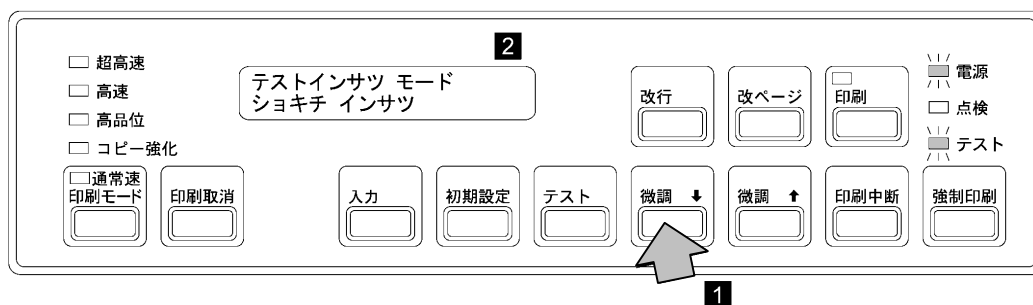 2
超高速
高速
高品位
コピー強化
テストインサツ モード
ショキチ インサツ
改行
改ページ
印刷
電源
点検
テスト
通常速
印刷モード
印刷取消
入力
初期設定
テスト
微調 ⬇
微調 ⬆
印刷中断
強制印刷
1